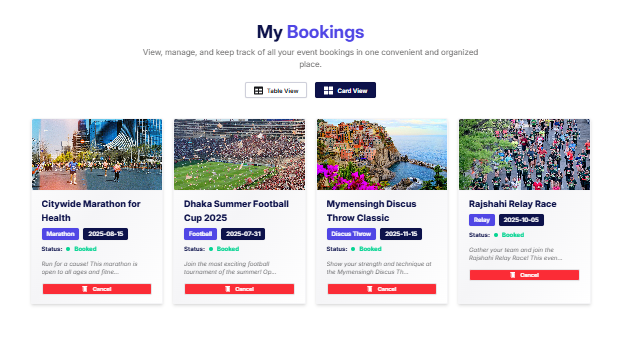 My Bookings
View, manage, and keep track of all your event bookings in one convenient and organized
place.
Table View
Card View
Citywide Marathon for
Health
Marathon
2025-08-15
Status: Booked
Run for a cause! This marathon is
open to all ages and fitne...
Cancel
Dhaka Summer Football
Cup 2025
Football
2025-07-31
Status: Booked
Join the most exciting football
tournament of the summer! Op...
Cancel
Mymensingh Discus
Throw Classic
Discus Throw
2025-11-15
Status: Booked
Show your strength and technique at
the Mymensingh Discus Th...
Cancel
Rajshahi Relay Race
Relay
2025-10-05
Status: Booked
Gather your team and join the
Rajshahi Relay Race! This even...
Cancel